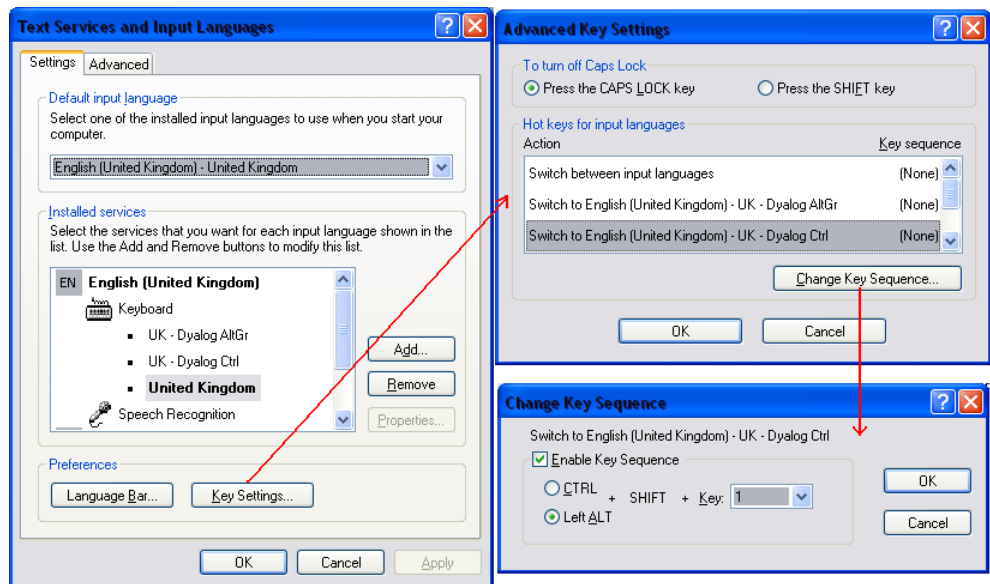 Text Services and Input Languages
Settings
Advanced
Default input language
Select one of the installed input languages to use when you start your
computer.
English (United Kingdom) - United Kingdom
Installed services
Select the services that you want for each input language shown in the
list. Use the Add and Remove buttons to modify this list.
EN English (United Kingdom)
Keyboard
UK - Dyalog AltGr
UK - Dyalog Ctrl
United Kingdom
Speech Recognition
Add...
Remove
Properties...
Preferences
Language Bar...
Key Settings...
OK
Cancel
Apply
Advanced Key Settings
To turn off Caps Lock
Press the CAPS LOCK key
Press the SHIFT key
Hot keys for input languages
Action
Key sequence
Switch between input languages (None)
Switch to English (United Kingdom) - UK - Dyalog AltGr (None)
Switch to English (United Kingdom) - UK - Dyalog Ctrl (None)
Change Key Sequence...
OK
Cancel
Change Key Sequence
Switch to English (United Kingdom) - UK - Dyalog Ctrl
Enable Key Sequence
CTRL
+ SHIFT + Key: 1
Left ALT
OK
Cancel